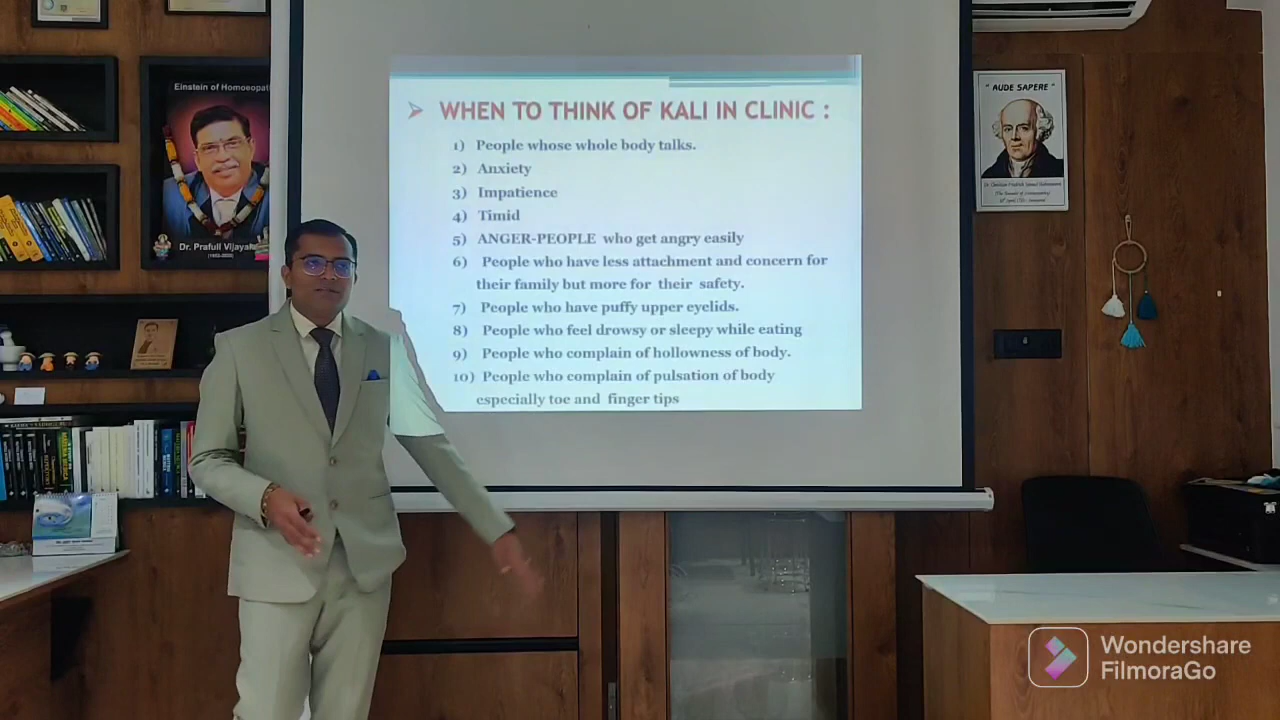 Einstein of Homoeopat
Dr. Prafull Vijayak
WHEN TO THINK OF KALI IN CLINIC :
1) People whose whole body talks.
2) Anxiety
3) Impatience
4) Timid
5) ANGER-PEOPLE who get angry easily
6) People who have less attachment and concern for
their family but more for their safety.
7) People who have puffy upper eyelids.
8) People who feel drowsy or sleepy while eating
9) People who complain of hollowness of body.
10) People who complain of pulsation of body
especially toe and finger tips
" AUDE SAPERE "
Wondershare
FilmoraGo